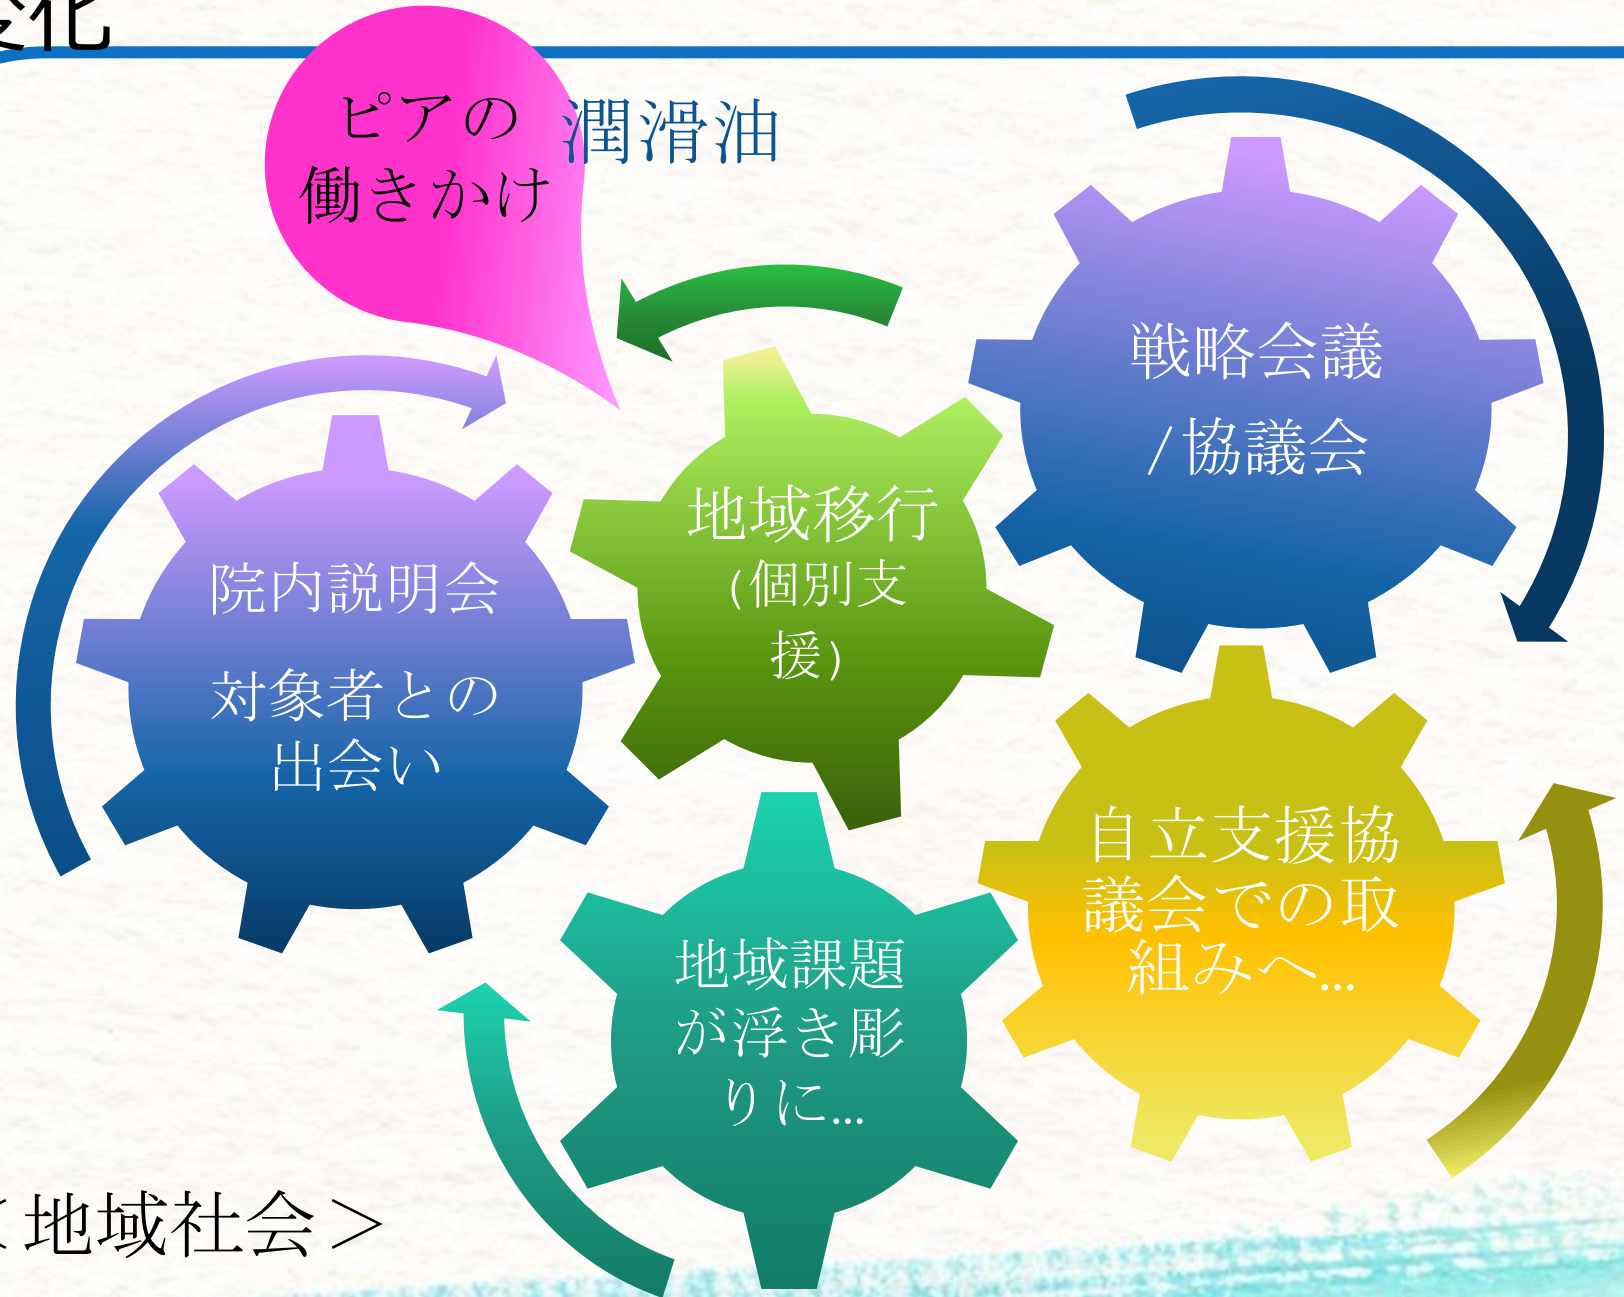 変化
ピアの
働きかけ
潤滑油
戦略会議
/協議会
地域移行
(個別支
援)
院内説明会
対象者との
出会い
自立支援協
議会での取
組みへ…
地域課題
が浮き彫
りに…
＜地域社会＞